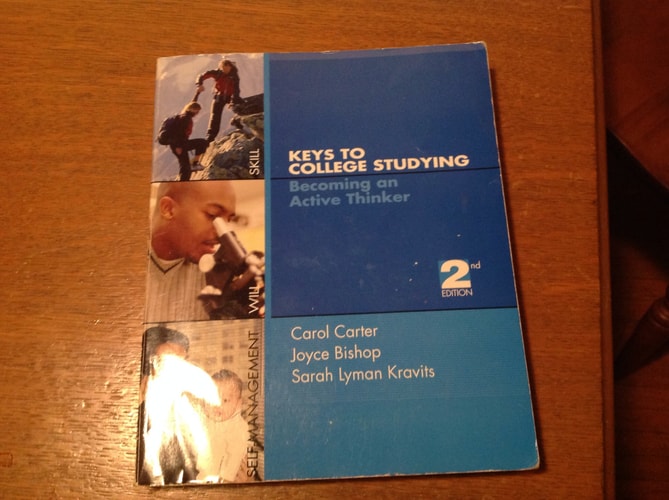 SKILL
WILL
SELF-MANAGEMENT
KEYS TO
COLLEGE STUDYING
Becoming an
Active Thinker
2nd
EDITION
Carol Carter
Joyce Bishop
Sarah Lyman Kravits